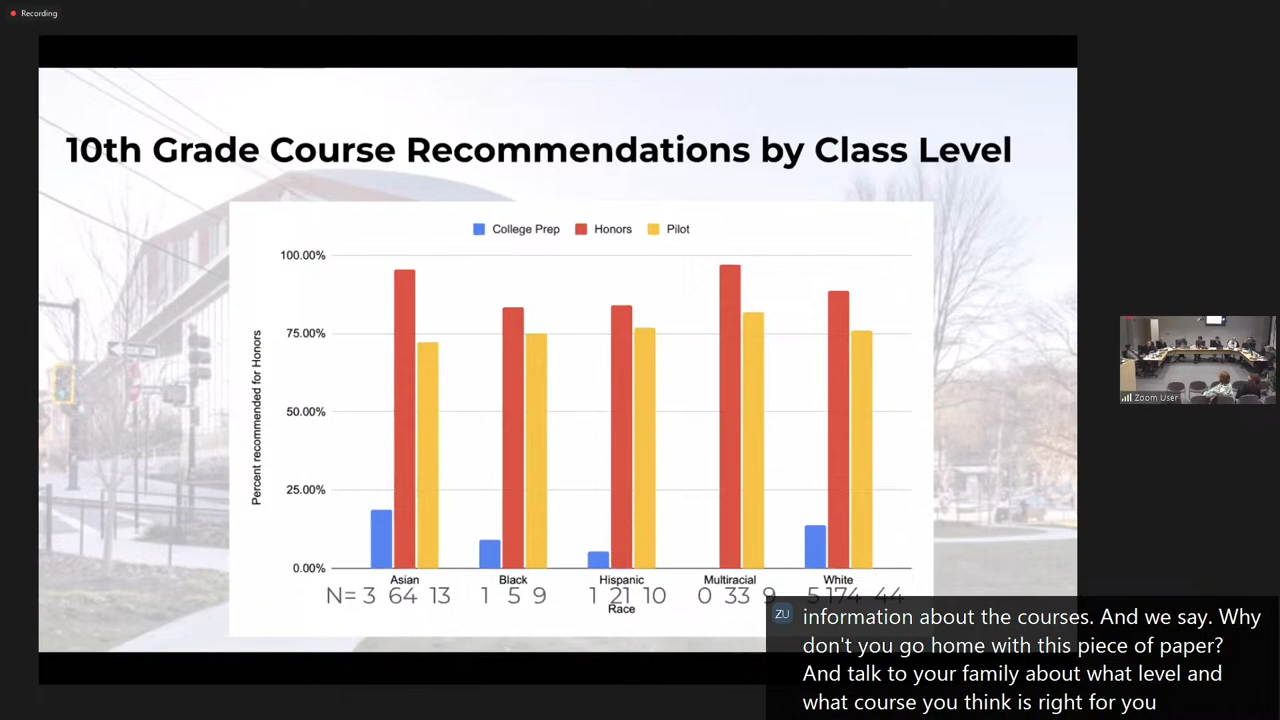 Recording
10th Grade Course Recommendations by Class Level
College Prep Honors Pilot
Percent recommended for Honors
100.00%
75.00%
50.00%
25.00%
0.00%
Asian Black Hispanic Multiracial White
N= 3 64 13 1 5 9 1 21 10 0 33 9 5 174 44
Race
Zoom User
ZU
information about the courses. And we say. Why
don't you go home with this piece of paper?
And talk to your family about what level and
what course you think is right for you